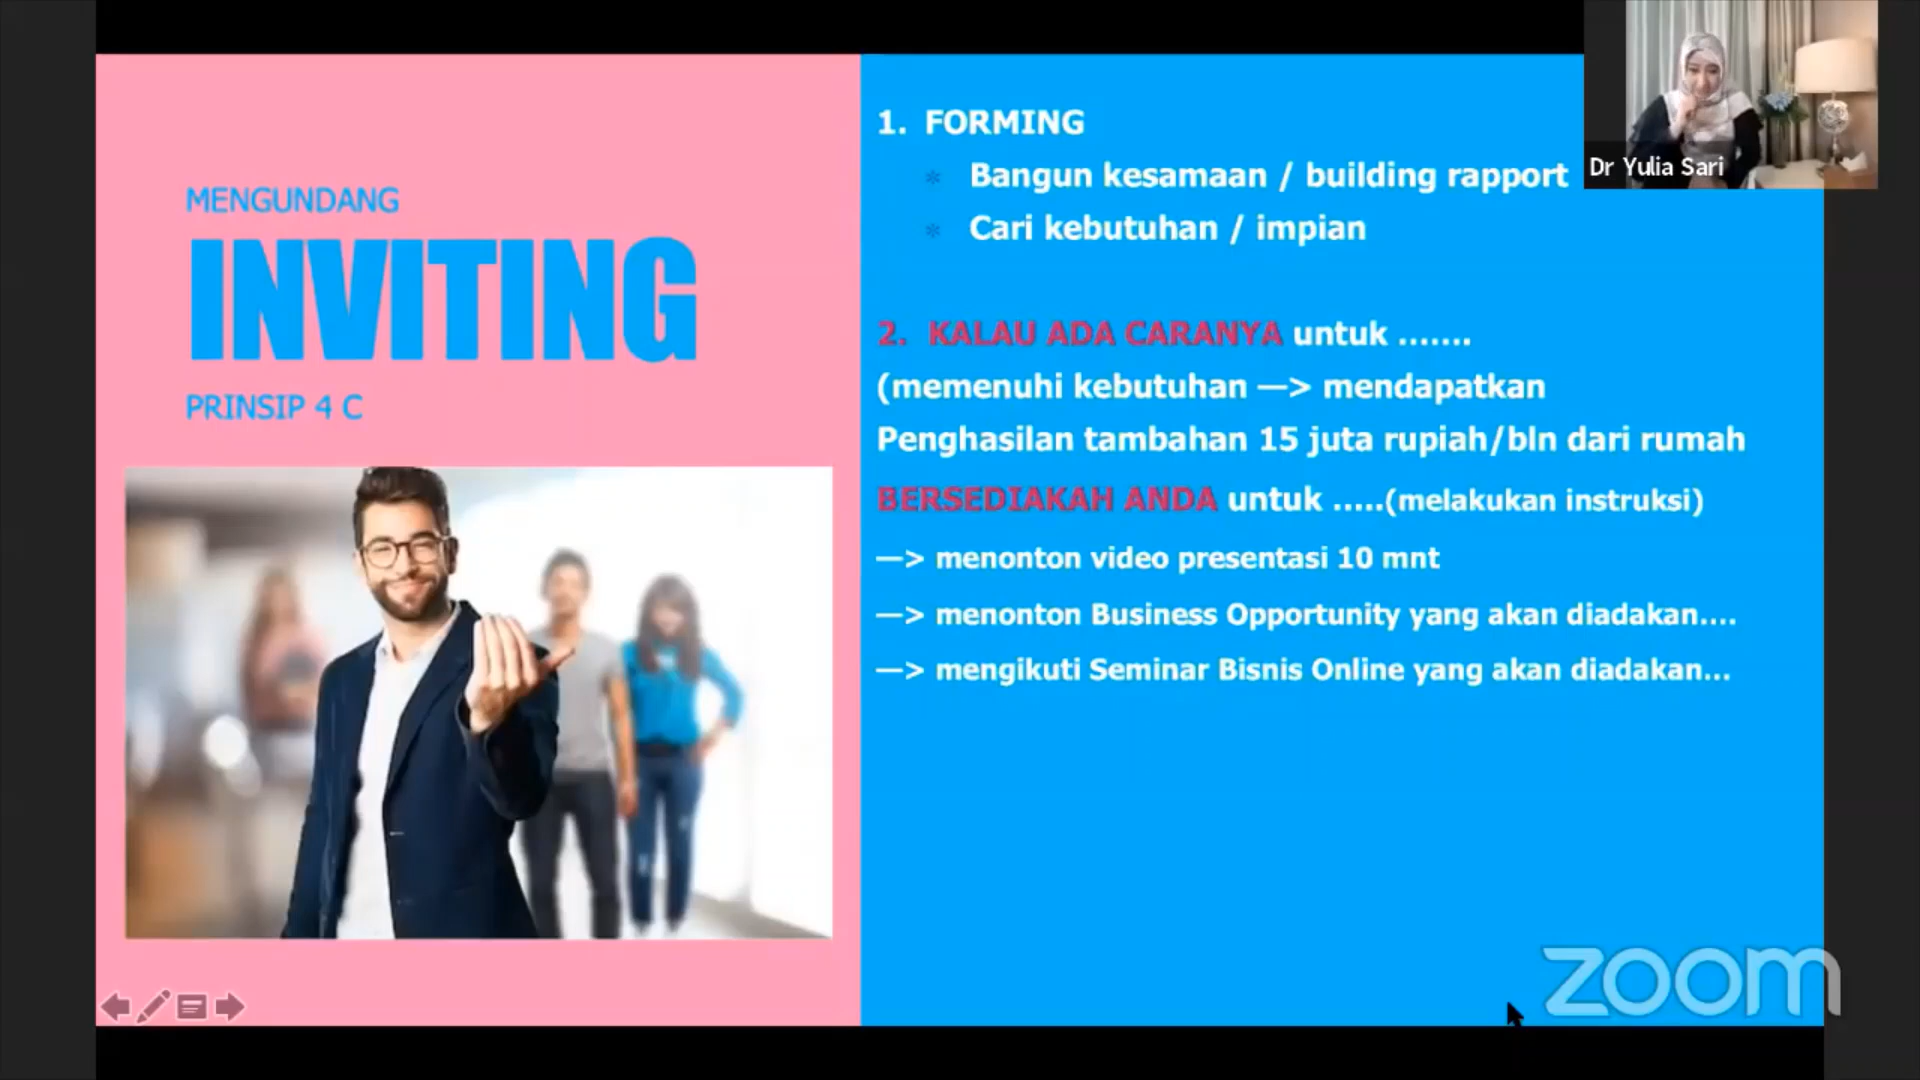 MENGUNDANG
INVITING
PRINSIP 4 C
1. FORMING
* Bangun kesamaan / building rapport
* Cari kebutuhan / impian
2. KALAU ADA CARANYA untuk .......
(memenuhi kebutuhan —> mendapatkan
Penghasilan tambahan 15 juta rupiah/bln dari rumah
BERSEDIAKAH ANDA untuk .....(melakukan instruksi)
—> menonton video presentasi 10 mnt
—> menonton Business Opportunity yang akan diadakan....
—> mengikuti Seminar Bisnis Online yang akan diadakan...
Dr Yulia Sari
zoom